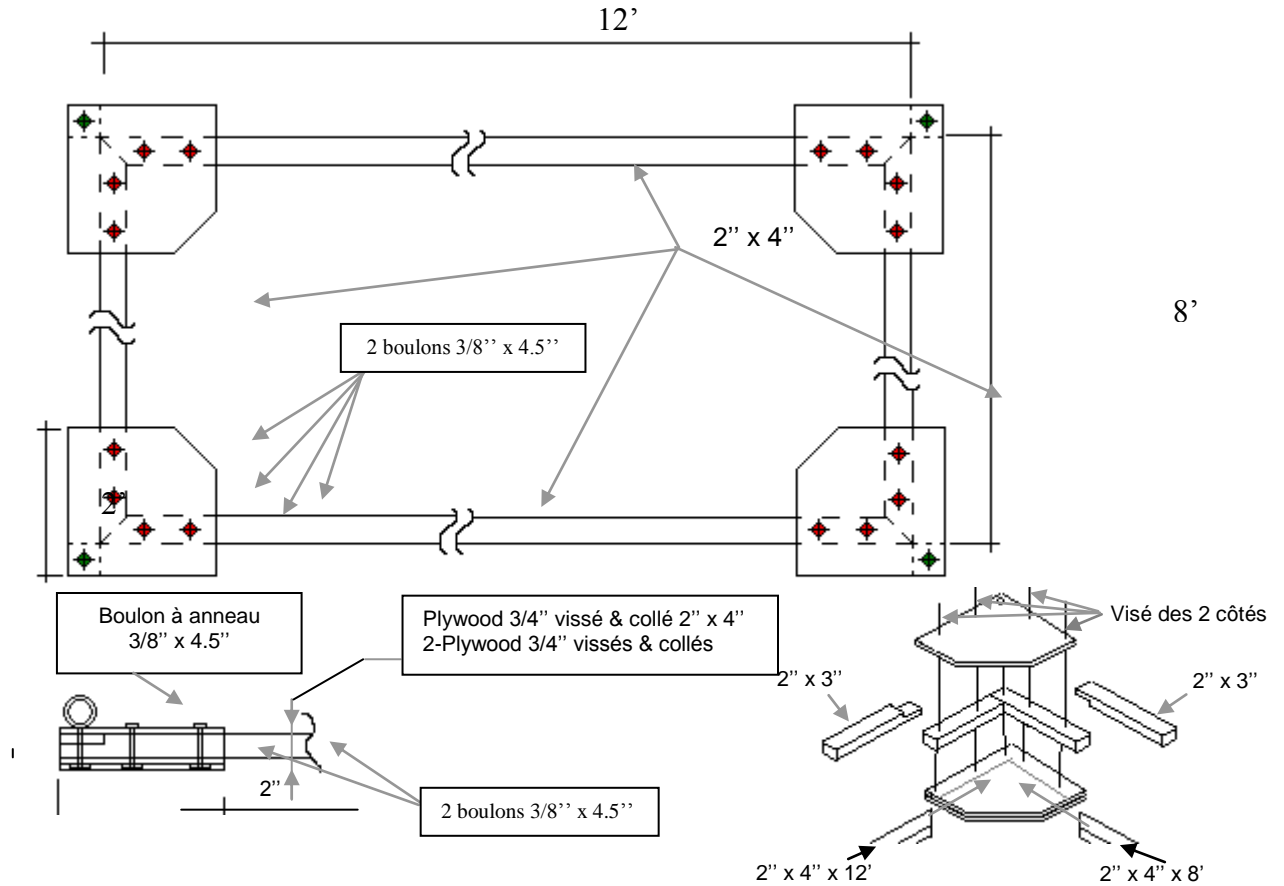 12’
2’’ x 4’’
8’
2 boulons 3/8’’ x 4.5’’
2’
Boulon à anneau
3/8’’ x 4.5’’
Plywood 3/4’’ vissé & collé 2’’ x 4’’
2-Plywood 3/4’’ vissés & collés
Visé des 2 côtés
2’’ x 3’’
2’’ x 3’’
2’’
2 boulons 3/8’’ x 4.5’’
2’’ x 4’’ x 12’
2’’ x 4’’ x 8’